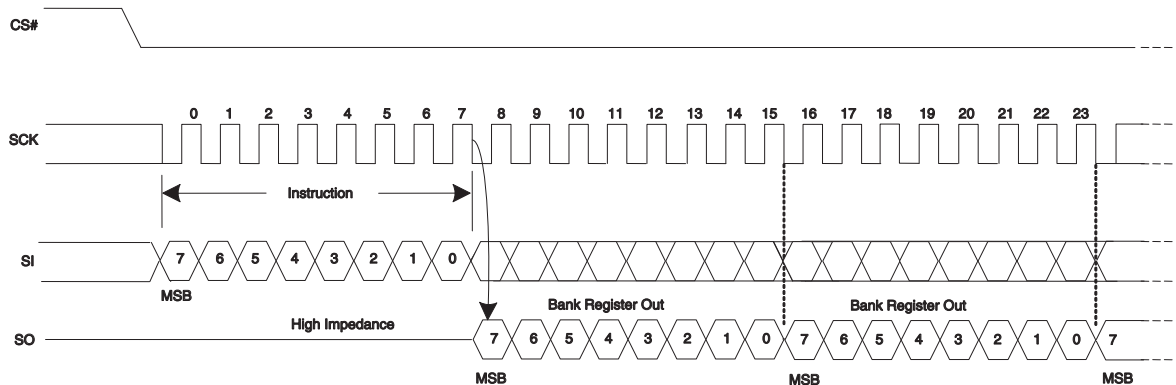 CS#
0 1 2 3 4 5 6 7 8 9 10 11 12 13 14 15 16 17 18 19 20 21 22 23
SCK
Instruction
SI 7 6 5 4 3 2 1 0
MSB
Bank Register Out Bank Register Out
High Impedance
SO 7 6 5 4 3 2 1 0 7 6 5 4 3 2 1 0 7
MSB MSB MSB